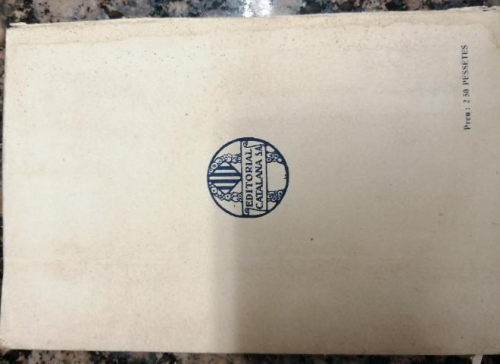 EDITORIAL
CATALANA S.A.
Preu: 2 50 PESSETES